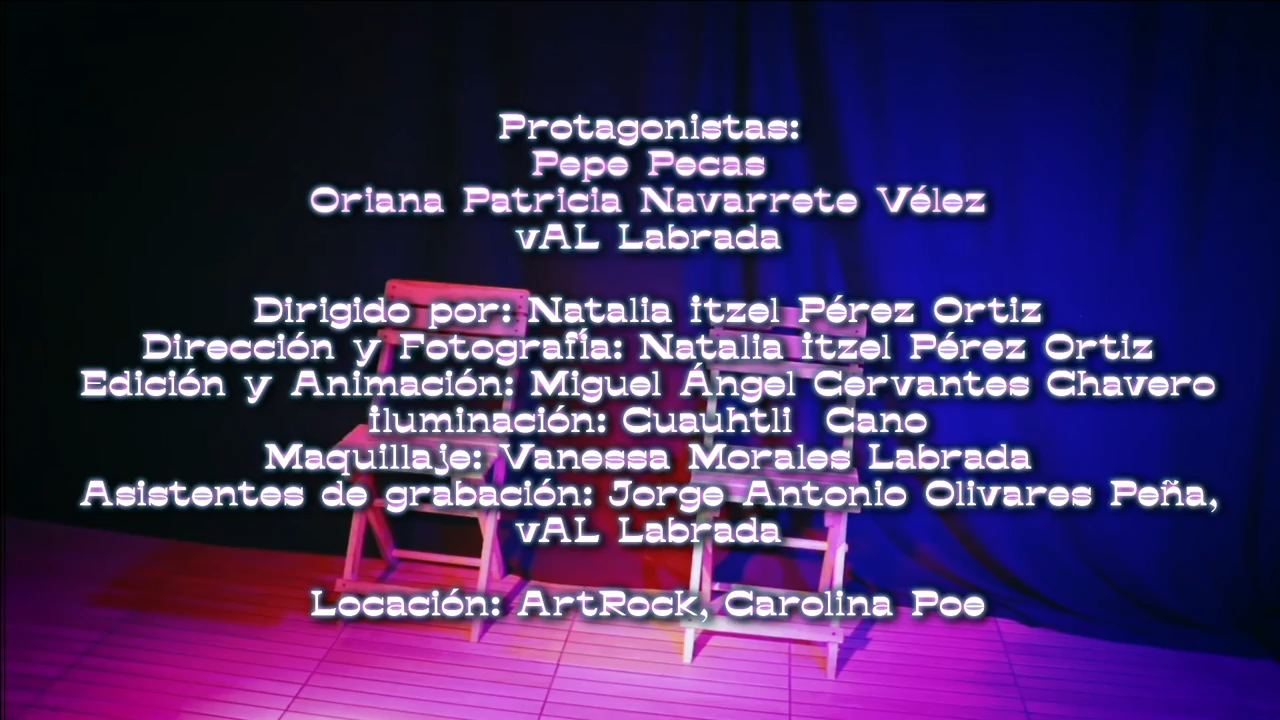 Protagonistas:
Pepe Pecas
Oriana Patricia Navarrete Vélez
vAL Labrada
Dirigido por: Natalia itzel Pérez Ortiz
Dirección y Fotografía: Natalia itzel Pérez Ortiz
Edición y Animación: Miguel Ángel Cervantes Chavero
iluminación: Cuauhtli Cano
Maquillaje: Vanessa Morales Labrada
Asistentes de grabación: Jorge Antonio Olivares Peña,
vAL Labrada
Locación: ArtRock, Carolina Poe